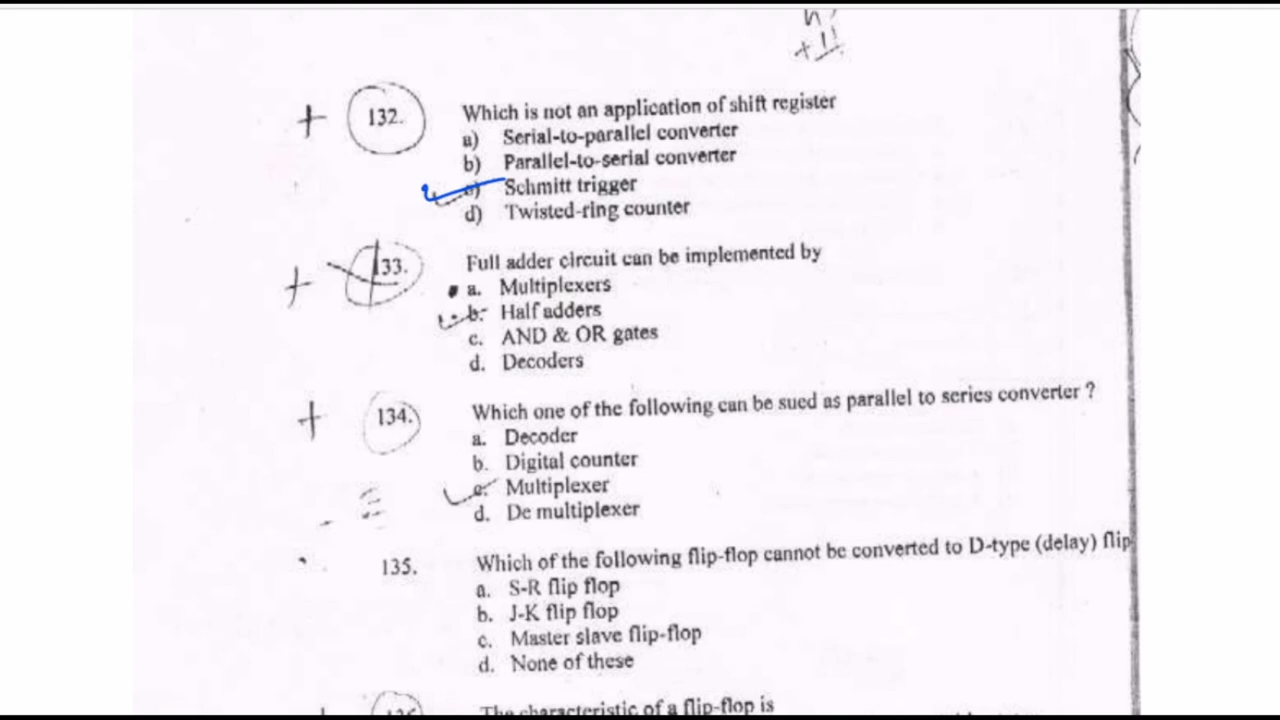 132. Which is not an application of shift register
a) Serial-to-parallel converter
b) Parallel-to-serial converter
c) Schmitt trigger
d) Twisted-ring counter
133. Full adder circuit can be implemented by
a. Multiplexers
b. Half adders
c. AND & OR gates
d. Decoders
134. Which one of the following can be sued as parallel to series converter ?
a. Decoder
b. Digital counter
c. Multiplexer
d. De multiplexer
135. Which of the following flip-flop cannot be converted to D-type (delay) flip
a. S-R flip flop
b. J-K flip flop
c. Master slave flip-flop
d. None of these
The characteristic of a flip-flop is